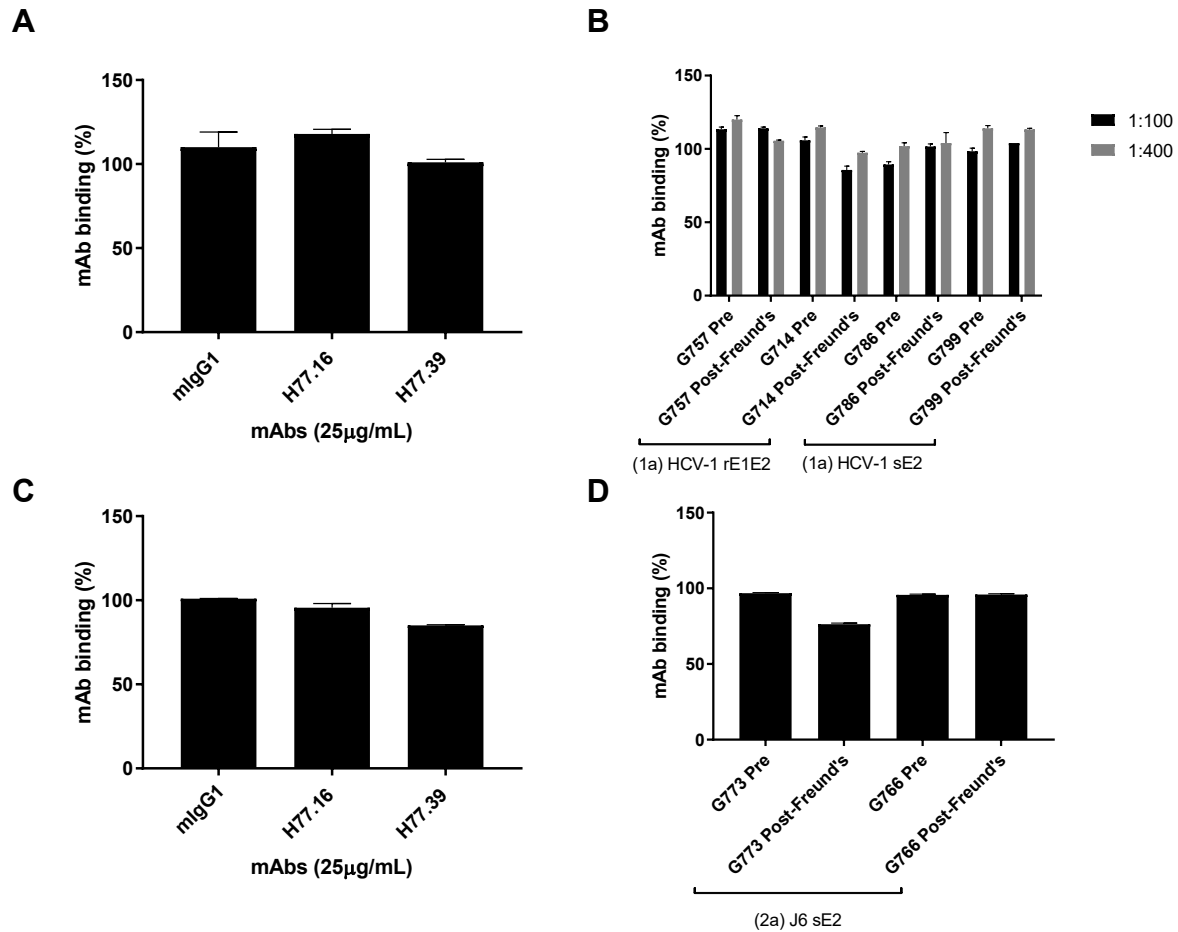 A
mAb binding (%)
150
100
50
0
mIgG1
H77.16
H77.39
mAbs (25μg/mL)
B
mAb binding (%)
150
100
50
0
1:100
1:400
G757 Pre
G757 Post-Freund's
G714 Pre
G714 Post-Freund's
G786 Pre
G786 Post-Freund's
G799 Pre
G799 Post-Freund's
(1a) HCV-1 rE1E2
(1a) HCV-1 sE2
C
mAb binding (%)
150
100
50
0
mIgG1
H77.16
H77.39
mAbs (25μg/mL)
D
mAb binding (%)
150
100
50
0
G773 Pre
G773 Post-Freund's
G766 Pre
G766 Post-Freund's
(2a) J6 sE2